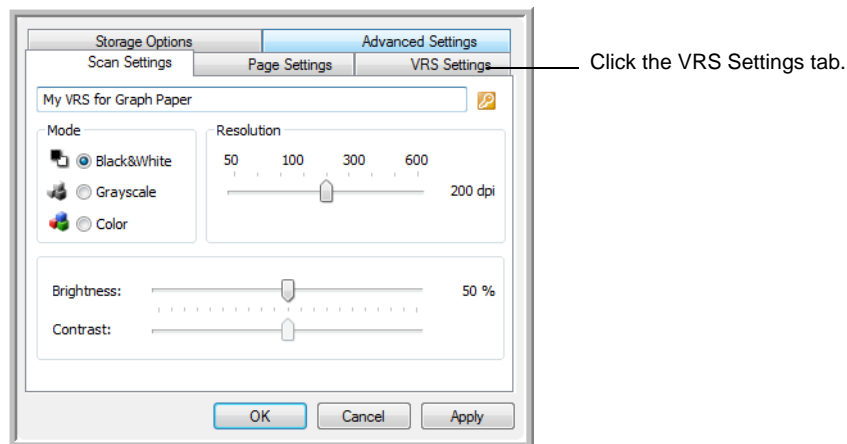 Storage Options
Advanced Settings
Scan Settings
Page Settings
VRS Settings
Click the VRS Settings tab.
My VRS for Graph Paper
Mode
Black&White
Grayscale
Color
Resolution
50 100 300 600
200 dpi
Brightness:
50 %
Contrast:
OK
Cancel
Apply